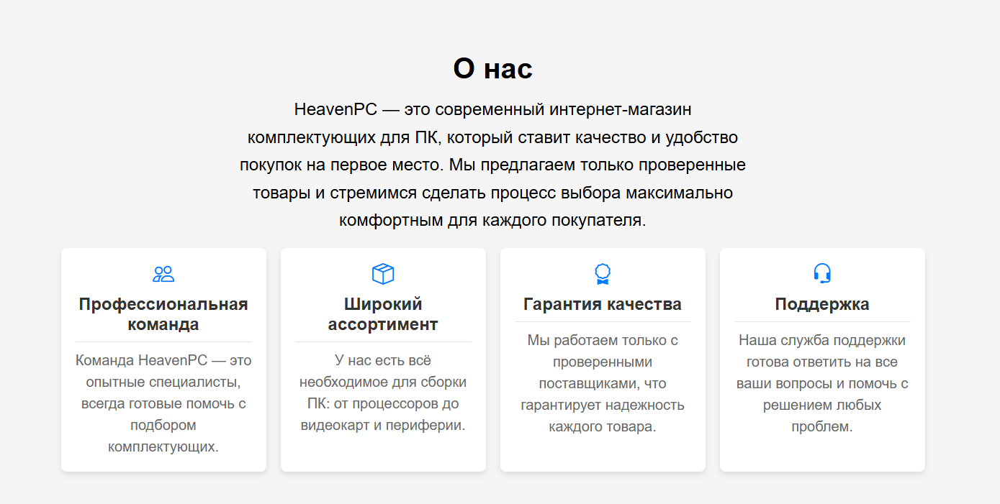 О нас
HeavenPC — это современный интернет-магазин
комплектующих для ПК, который ставит качество и удобство
покупок на первое место. Мы предлагаем только проверенные
товары и стремимся сделать процесс выбора максимально
комфортным для каждого покупателя.
Профессиональная
команда
Команда HeavenPC — это
опытные специалисты,
всегда готовые помочь с
подбором
комплектующих.
Широкий
ассортимент
У нас есть всё
необходимое для сборки
ПК: от процессоров до
видеокарт и периферии.
Гарантия качества
Мы работаем только с
проверенными
поставщиками, что
гарантирует надежность
каждого товара.
Поддержка
Наша служба поддержки
готова ответить на все
ваши вопросы и помочь с
решением любых
проблем.